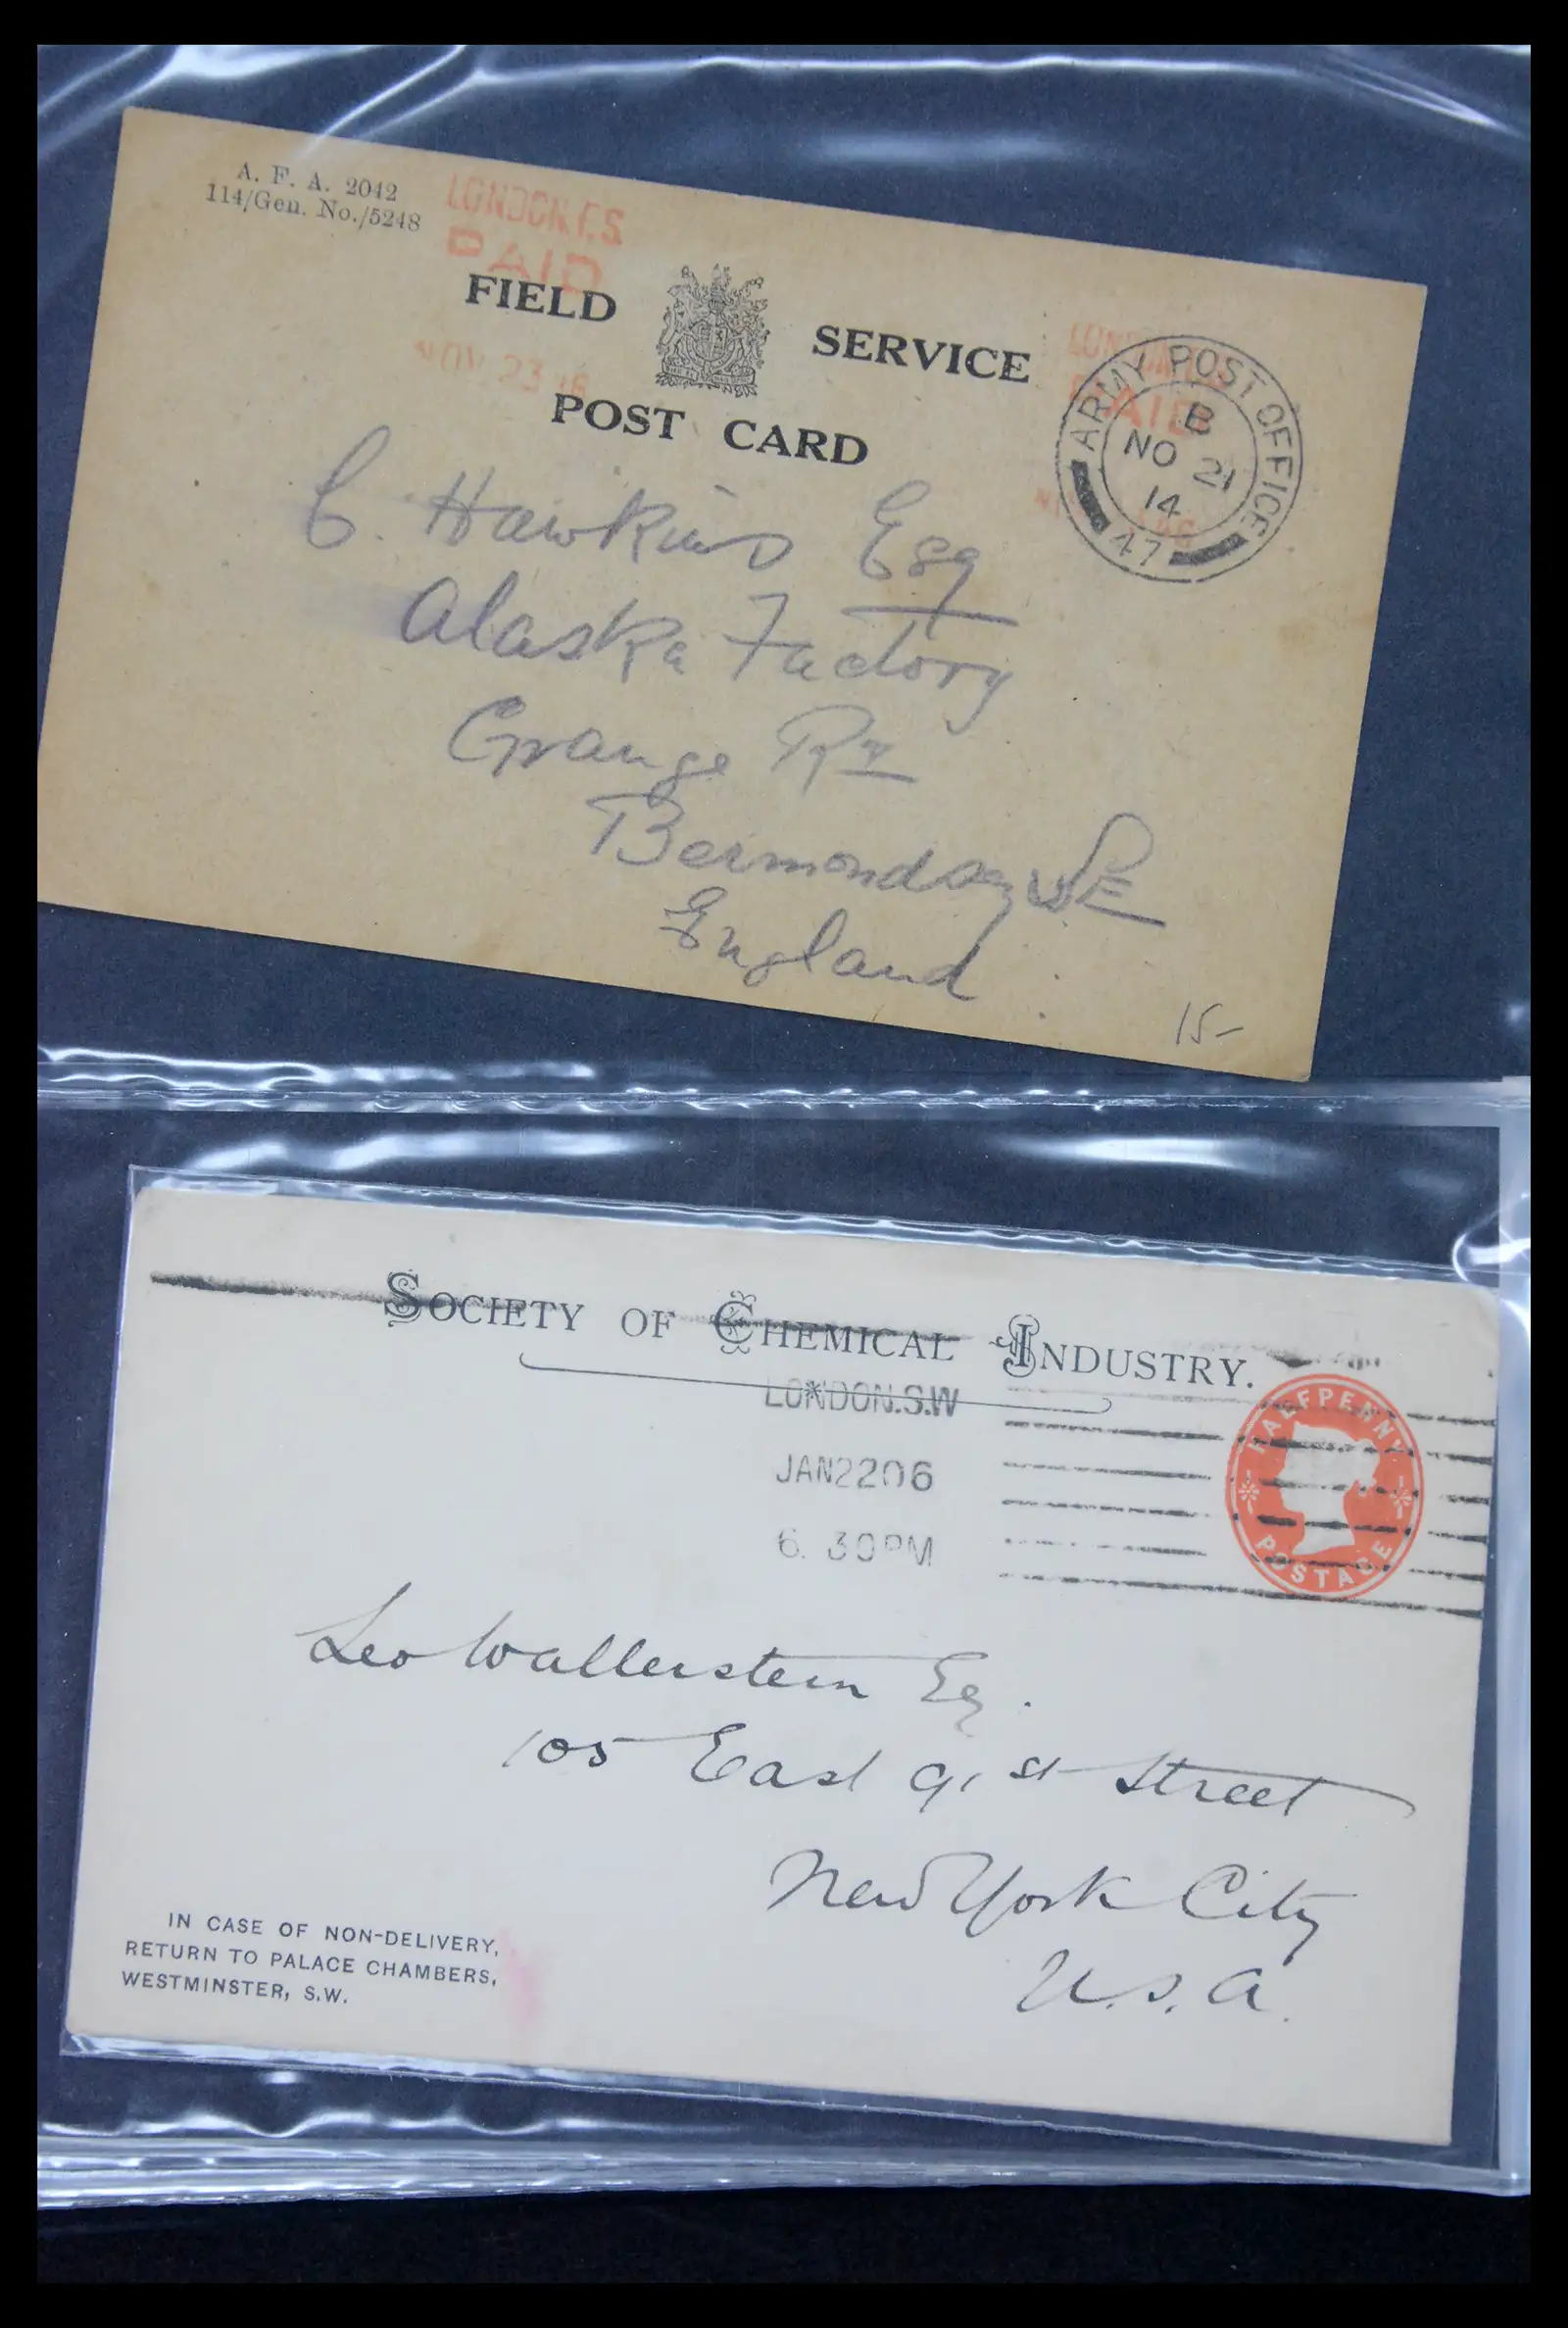 A. F. A. 2042
114/Gen. No./5248
LONDON.F.S.
PAID
NOV 23
FIELD SERVICE
POST CARD
LONDON
PAID
ARMY POST OFFICE
B
NO 21
14
47
C. Hawkins Esq
Alaska Factory
Grange Rd
Bermondsey SE
England
15-
SOCIETY OF CHEMICAL INDUSTRY.
LONDON.S.W
JAN 22 06
6. 30 PM
HALFPENNY
POSTAGE
Leo Wallerstein Eq.
105 East 91st Street
New York City
U.S.A.
IN CASE OF NON-DELIVERY,
RETURN TO PALACE CHAMBERS,
WESTMINSTER, S.W.